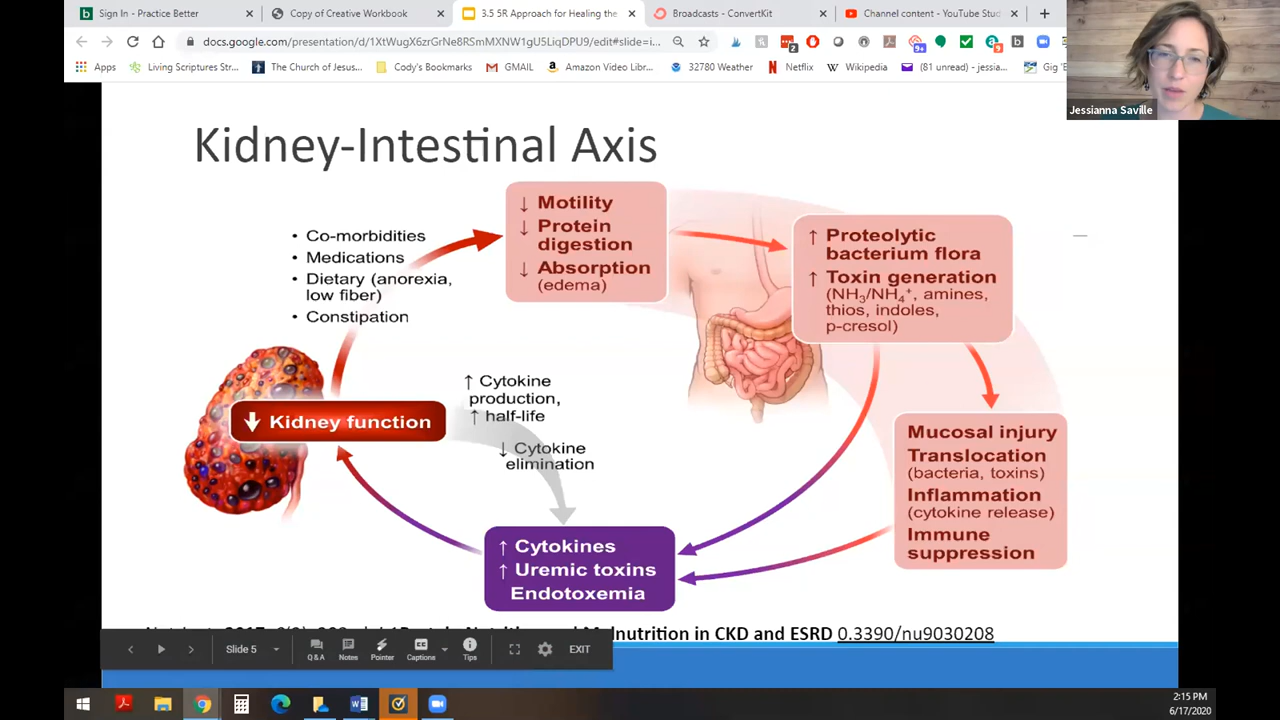 Sign In - Practice Better
Copy of Creative Workbook
3.5 5R Approach for Healing the
Broadcasts - ConvertKit
Channel content - YouTube Stud
docs.google.com/presentation/d/1XtWugX6zrGrNe8RSmMXNW1gU5LiqDPU9/edit#slide=i...
Apps
Living Scriptures Str...
The Church of Jesus...
Cody's Bookmarks
GMAIL
Amazon Video Libr...
32780 Weather
Netflix
Wikipedia
(81 unread) - jessia...
Gig 'E
Jessianna Saville
Kidney-Intestinal Axis
• Co-morbidities
• Medications
• Dietary (anorexia,
low fiber)
• Constipation
↓ Motility
↓ Protein
digestion
↓ Absorption
(edema)
↑ Proteolytic
bacterium flora
↑ Toxin generation
(NH3/NH4+, amines,
thios, indoles,
p-cresol)
↑ Cytokine
production,
↑ half-life
↓ Cytokine
elimination
↓ Kidney function
Mucosal injury
Translocation
(bacteria, toxins)
Inflammation
(cytokine release)
Immune
suppression
↑ Cytokines
↑ Uremic toxins
Endotoxemia
Malnutrition in CKD and ESRD 0.3390/nu9030208
Slide 5
Q & A
Notes
Pointer
Captions
Tips
EXIT
2:15 PM
6/17/2020